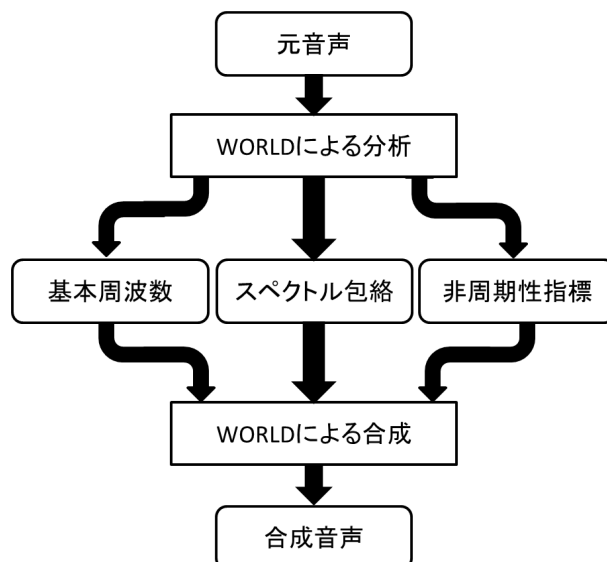 元音声
WORLDによる分析
基本周波数
スペクトル包絡
非周期性指標
WORLDによる合成
合成音声